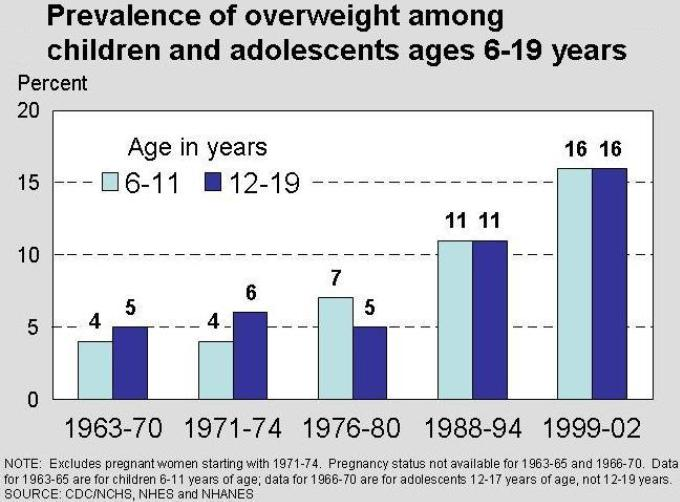 Prevalence of overweight among
children and adolescents ages 6-19 years
Percent
20
15
10
5
0
Age in years
6-11 12-19
4 5
4 6
7 5
11 11
16 16
1963-70 1971-74 1976-80 1988-94 1999-02
NOTE: Excludes pregnant women starting with 1971-74. Pregnancy status not available for 1963-65 and 1966-70. Data
for 1963-65 are for children 6-11 years of age; data for 1966-70 are for adolescents 12-17 years of age, not 12-19 years.
SOURCE: CDC/NCHS, NHES and NHANES